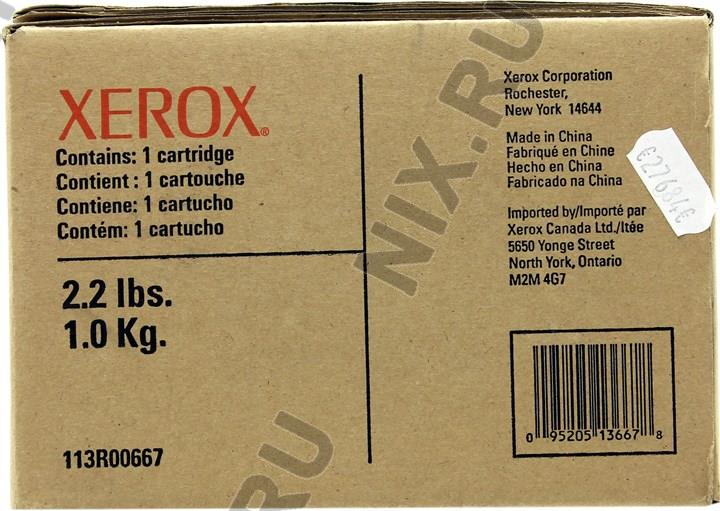 XEROX®
Contains: 1 cartridge
Contient : 1 cartouche
Contiene: 1 cartucho
Contém: 1 cartucho
2.2 lbs.
1.0 Kg.
113R00667
Xerox Corporation
Rochester,
New York 14644
Made in China
Fabriqué en Chine
Hecho en China
Fabricado na China
Imported by/Importé par
Xerox Canada Ltd./ltée
5650 Yonge Street
North York, Ontario
M2M 4G7
0 95205 13667 8
NIX.RU
NIX.RU